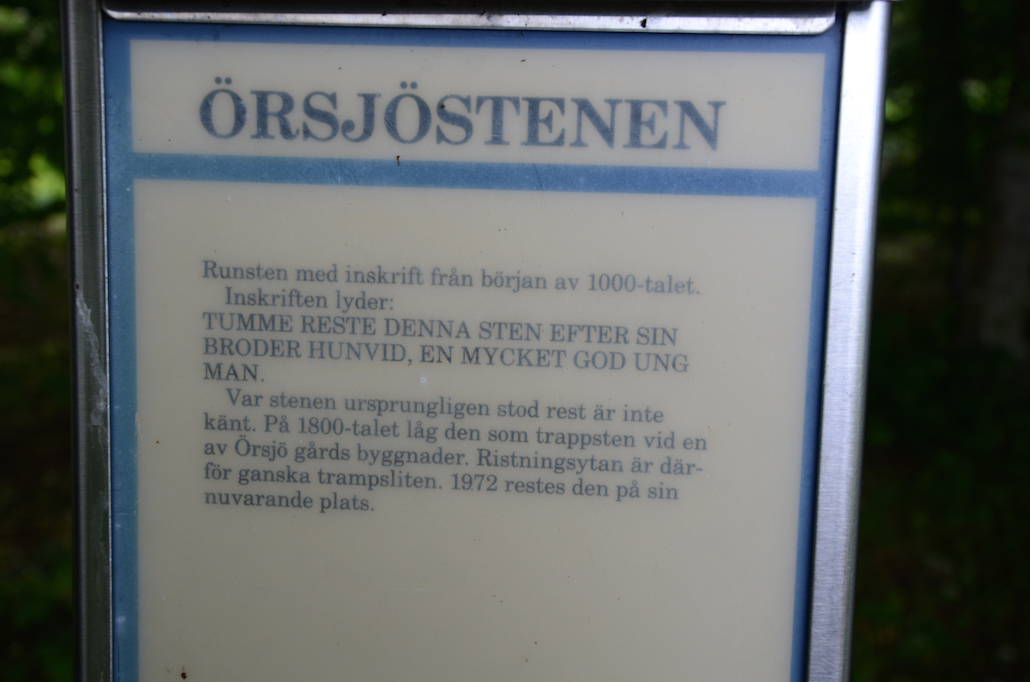 ÖRSJÖSTENEN
Runsten med inskrift från början av 1000-talet.
Inskriften lyder:
TUMME RESTE DENNA STEN EFTER SIN
BRODER HUNVID, EN MYCKET GOD UNG
MAN.
Var stenen ursprungligen stod rest är inte
känt. På 1800-talet låg den som trappsten vid en
av Örsjö gårds byggnader. Ristningsytan är där-
för ganska trampsliten. 1972 restes den på sin
nuvarande plats.